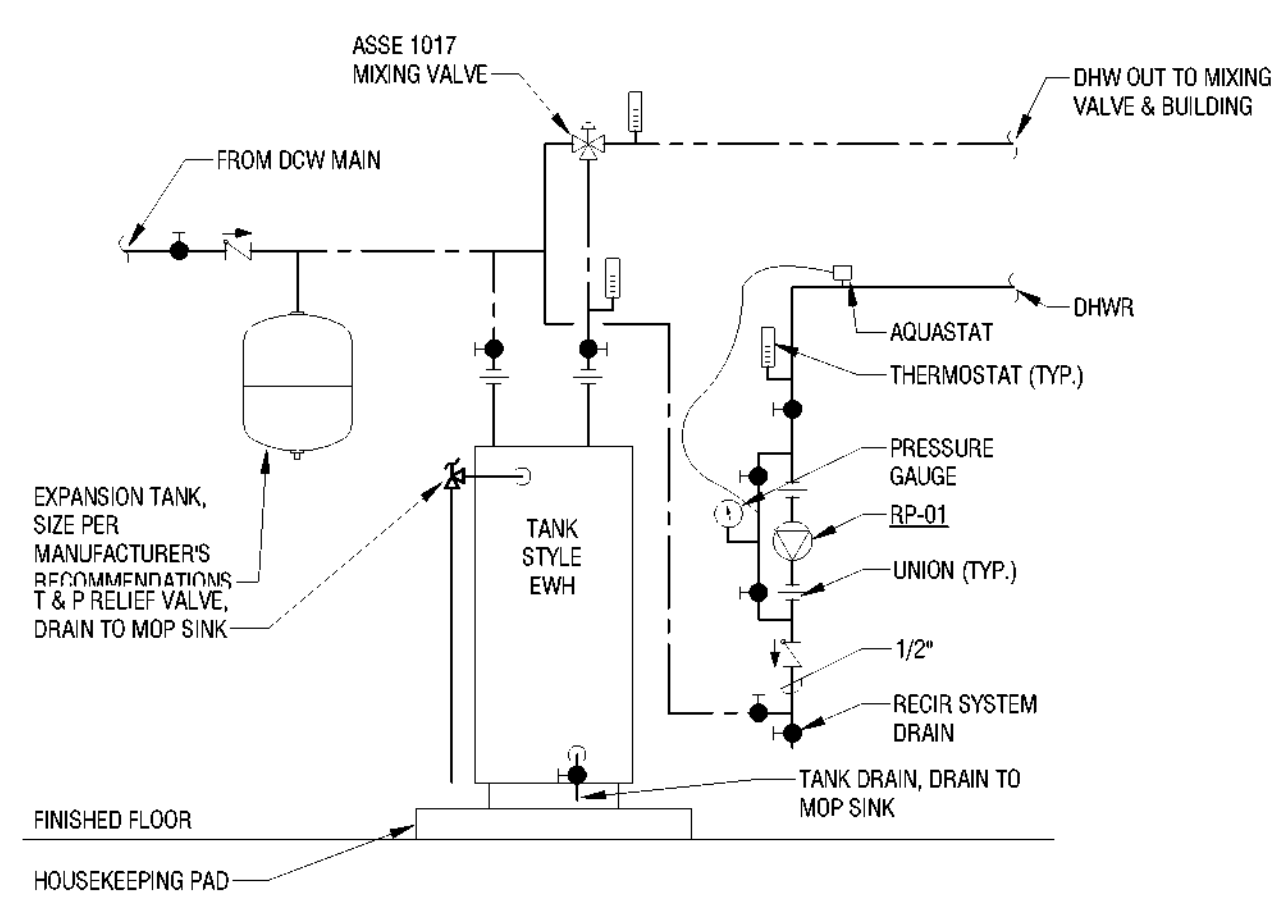 ASSE 1017
MIXING VALVE
DHW OUT TO MIXING
VALVE & BUILDING
FROM DCW MAIN
DHWR
AQUASTAT
THERMOSTAT (TYP.)
PRESSURE
GAUGE
RP-01
UNION (TYP.)
1/2"
RECIR SYSTEM
DRAIN
EXPANSION TANK,
SIZE PER
MANUFACTURER'S
RECOMMENDATIONS
T & P RELIEF VALVE,
DRAIN TO MOP SINK
TANK
STYLE
EWH
TANK DRAIN, DRAIN TO
MOP SINK
FINISHED FLOOR
HOUSEKEEPING PAD